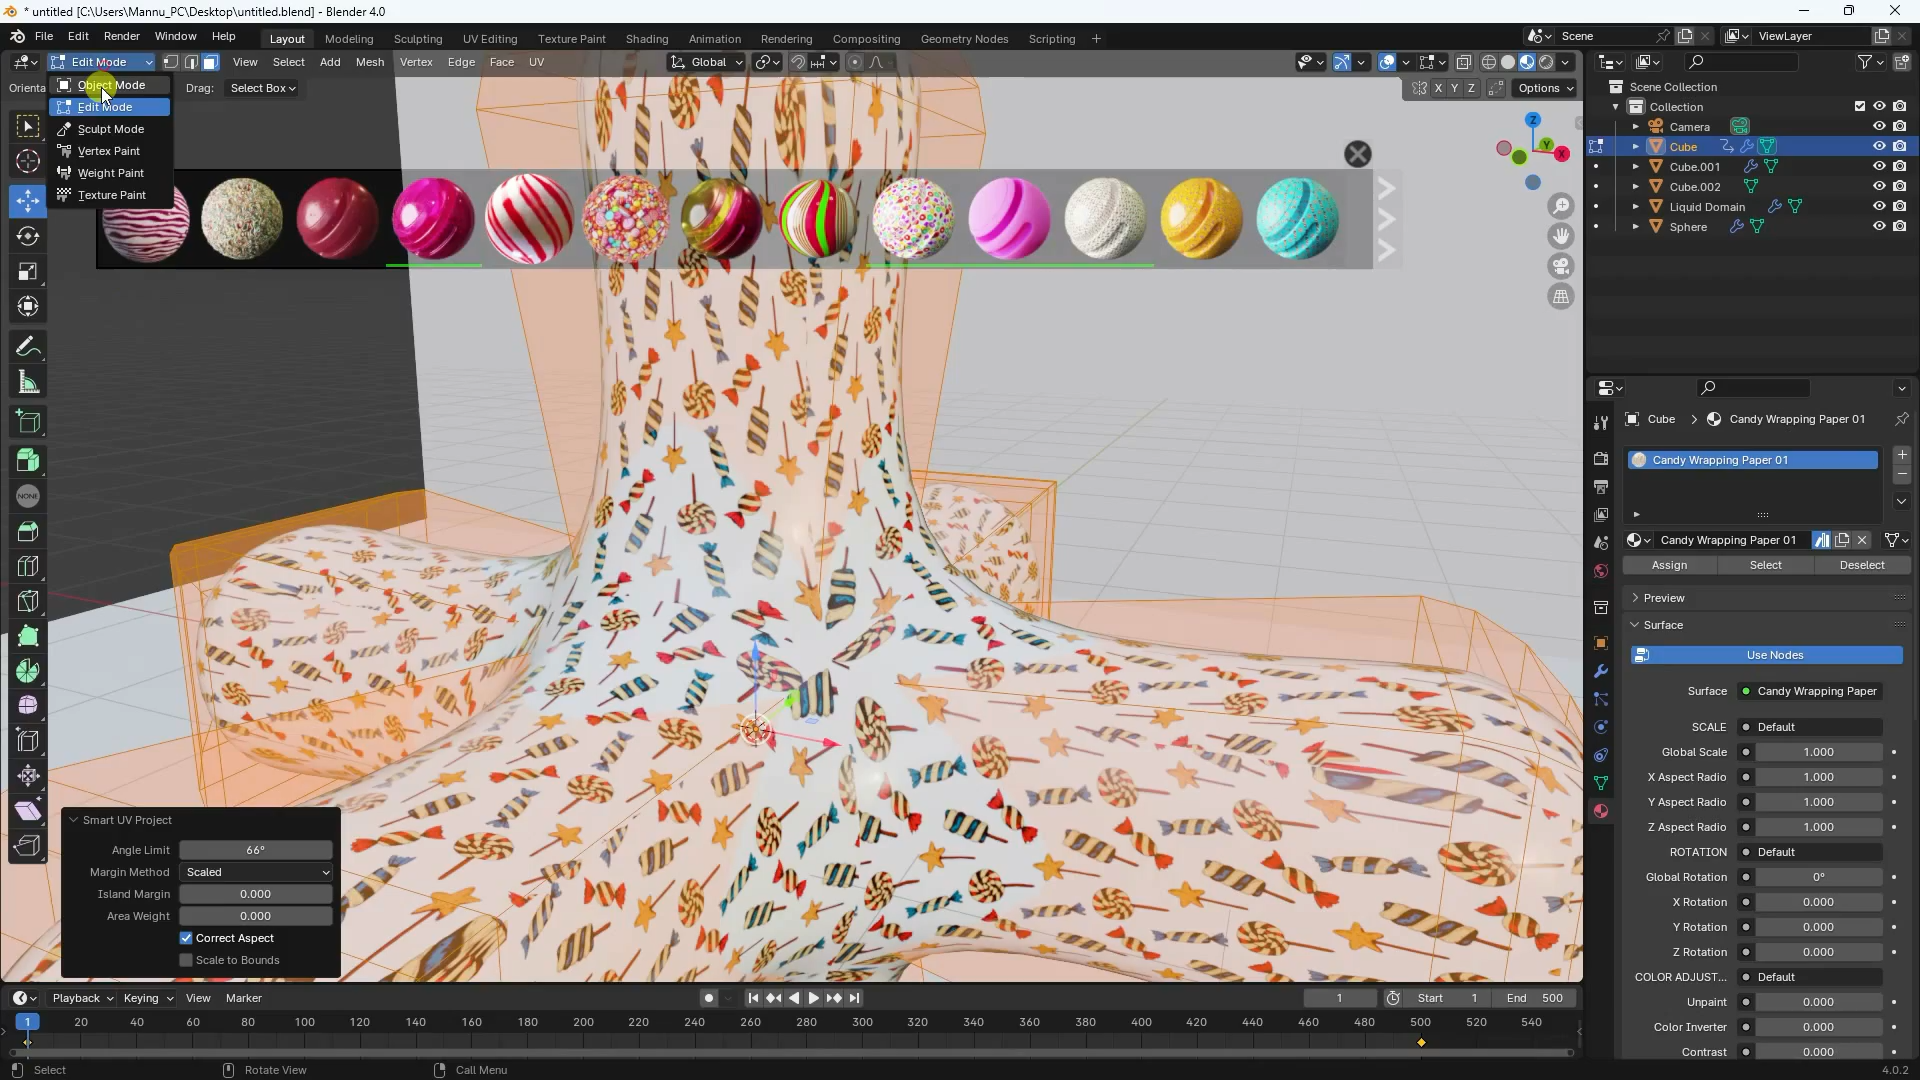 * untitled [C:\Users\Mannu_PC\Desktop\untitled.blend] - Blender 4.0
File Edit Render Window Help Layout Modeling Sculpting UV Editing Texture Paint Shading Animation Rendering Compositing Geometry Nodes Scripting +
Scene ViewLayer
Edit Mode View Select Add Mesh Vertex Edge Face UV Global
Orienta Drag: Select Box X Y Z Options
Object Mode
Edit Mode
Sculpt Mode
Vertex Paint
Weight Paint
Texture Paint
Z
Y
X
Scene Collection
Collection
Camera
Cube
Cube.001
Cube.002
Liquid Domain
Sphere
NONE
Cube > Candy Wrapping Paper 01
Candy Wrapping Paper 01
Candy Wrapping Paper 01
Assign Select Deselect
Preview
Surface
Use Nodes
Surface Candy Wrapping Paper
SCALE Default
Global Scale 1.000
X Aspect Radio 1.000
Y Aspect Radio 1.000
Z Aspect Radio 1.000
ROTATION Default
Global Rotation 0°
X Rotation 0.000
Y Rotation 0.000
Z Rotation 0.000
COLOR ADJUST... Default
Unpaint 0.000
Color Inverter 0.000
Contrast 0.000
Smart UV Project
Angle Limit 66°
Margin Method Scaled
Island Margin 0.000
Area Weight 0.000
Correct Aspect
Scale to Bounds
Playback Keying View Marker 1 Start 1 End 500
1 20 40 60 80 100 120 140 160 180 200 220 240 260 280 300 320 340 360 380 400 420 440 460 480 500 520 540
Select Rotate View Call Menu 4.0.2